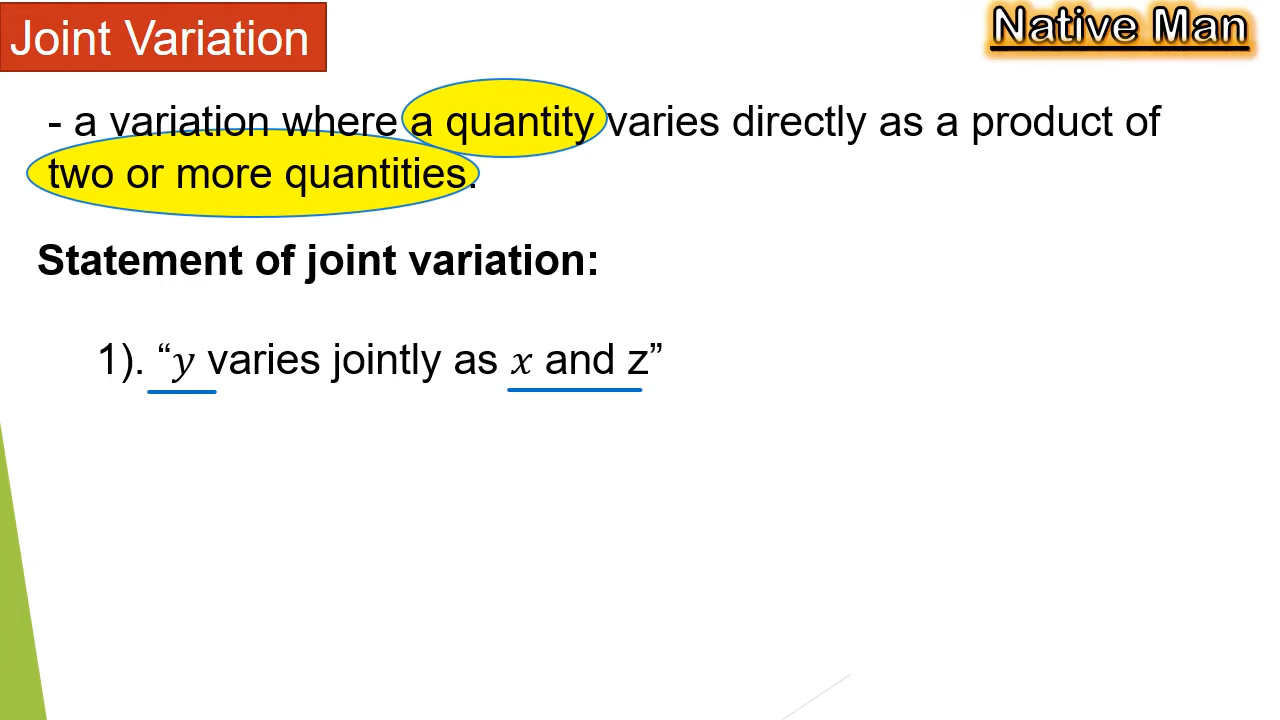 Joint Variation
Native Man
- a variation where a quantity varies directly as a product of
two or more quantities.
Statement of joint variation:
1). “y varies jointly as x and z”